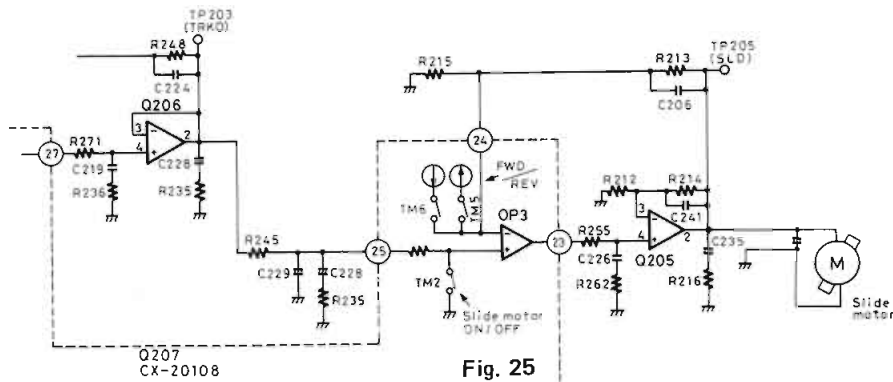 TP203
(TRKO)
R248
C224
Q206
3
2
4
27
R271
C219
R236
C228
R235
R245
C229
C228
R235
25
Q207
CX-20108
R215
24
FWD
REV
TM6
TM5
OP3
TM2
Slide motor
ON/OFF
23
Fig. 25
R213
C206
TP205
(SLD)
R212
R214
C241
3
2
4
R255
C226
R262
Q205
C235
R216
M
Slide
motor